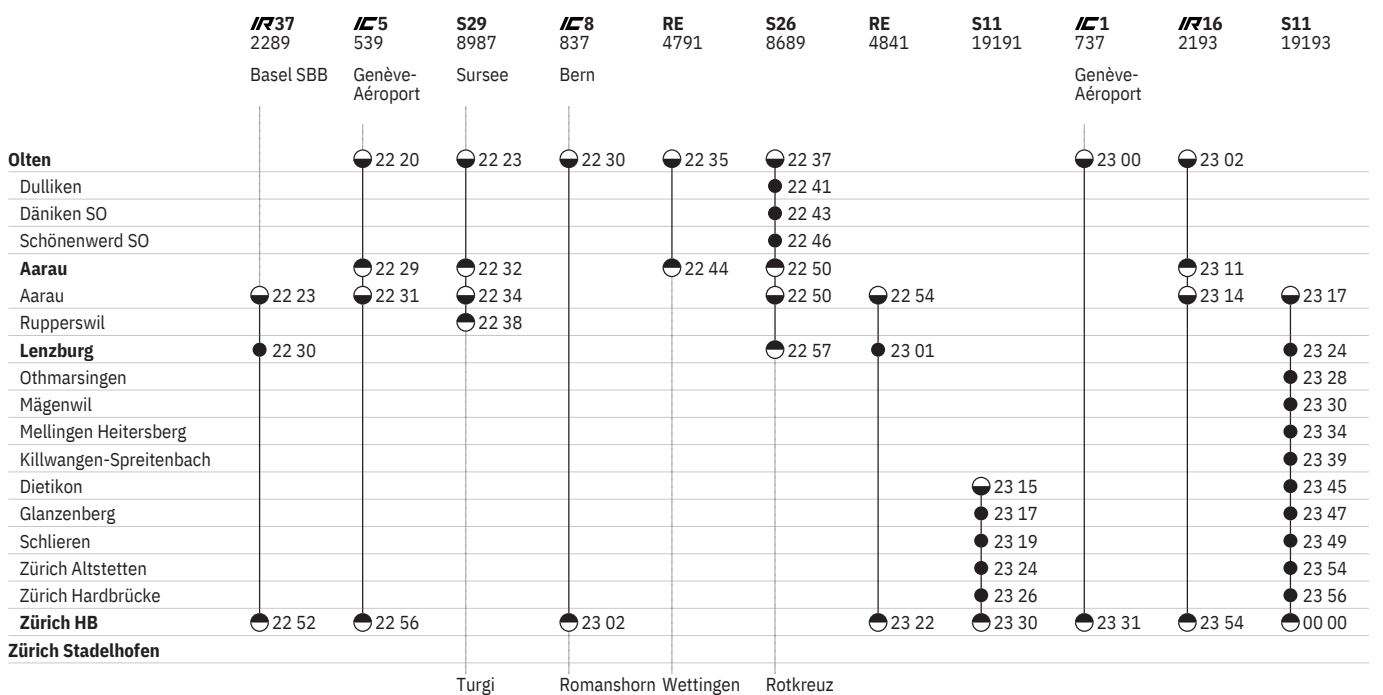 IR37 IC5 S29 IC8 RE S26 RE S11 IC1 IR16 S11
2289 539 8987 837 4791 8689 4841 19191 737 2193 19193
Basel SBB Genève- Sursee Bern Genève-
Aéroport Aéroport
Olten 22 20 22 23 22 30 22 35 22 37 23 00 23 02
Dulliken 22 41
Däniken SO 22 43
Schönenwerd SO 22 46
Aarau 22 29 22 32 22 44 22 50 23 11
Aarau 22 23 22 31 22 34 22 50 22 54 23 14 23 17
Rupperswil 22 38
Lenzburg 22 30 22 57 23 01 23 24
Othmarsingen 23 28
Mägenwil 23 30
Mellingen Heitersberg 23 34
Killwangen-Spreitenbach 23 39
Dietikon 23 15 23 45
Glanzenberg 23 17 23 47
Schlieren 23 19 23 49
Zürich Altstetten 23 24 23 54
Zürich Hardbrücke 23 26 23 56
Zürich HB 22 52 22 56 23 02 23 22 23 30 23 31 23 54 00 00
Zürich Stadelhofen
Turgi Romanshorn Wettingen Rotkreuz